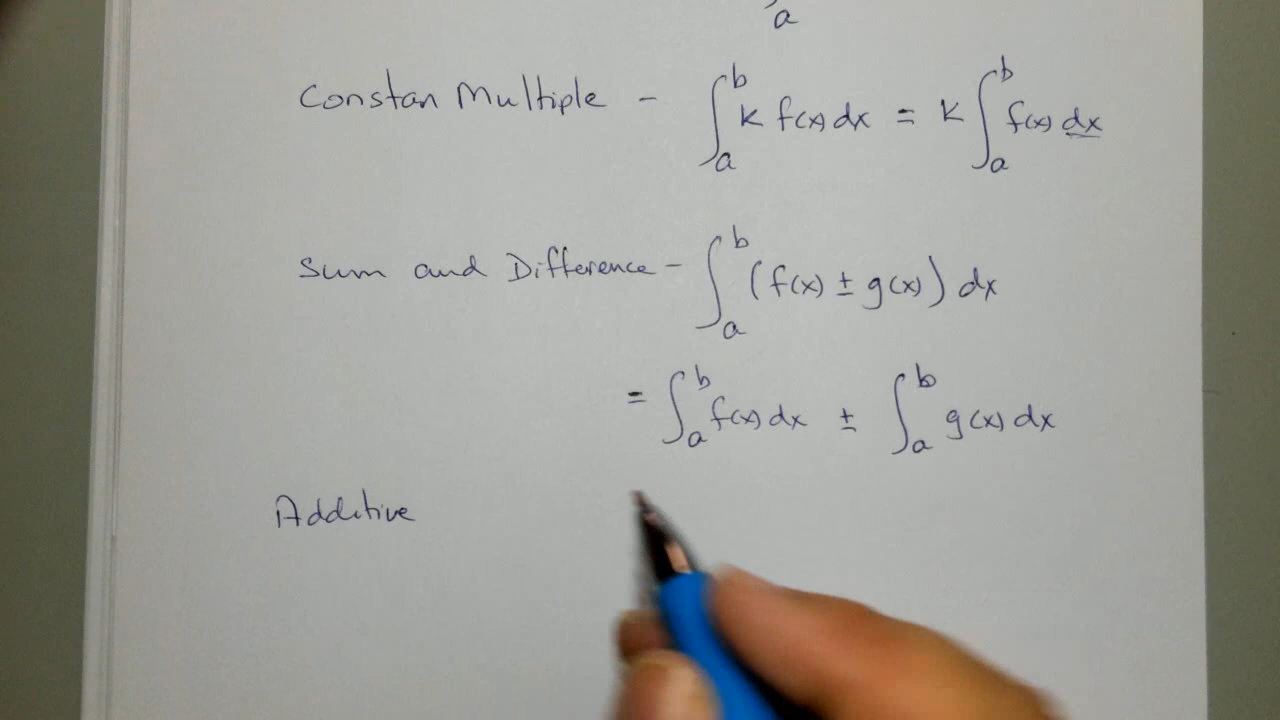 a
Constan Multiple - ∫_a^b k f(x) dx = k ∫_a^b f(x) dx
Sum and Difference - ∫_a^b (f(x) ± g(x)) dx
= ∫_a^b f(x) dx ± ∫_a^b g(x) dx
Additive